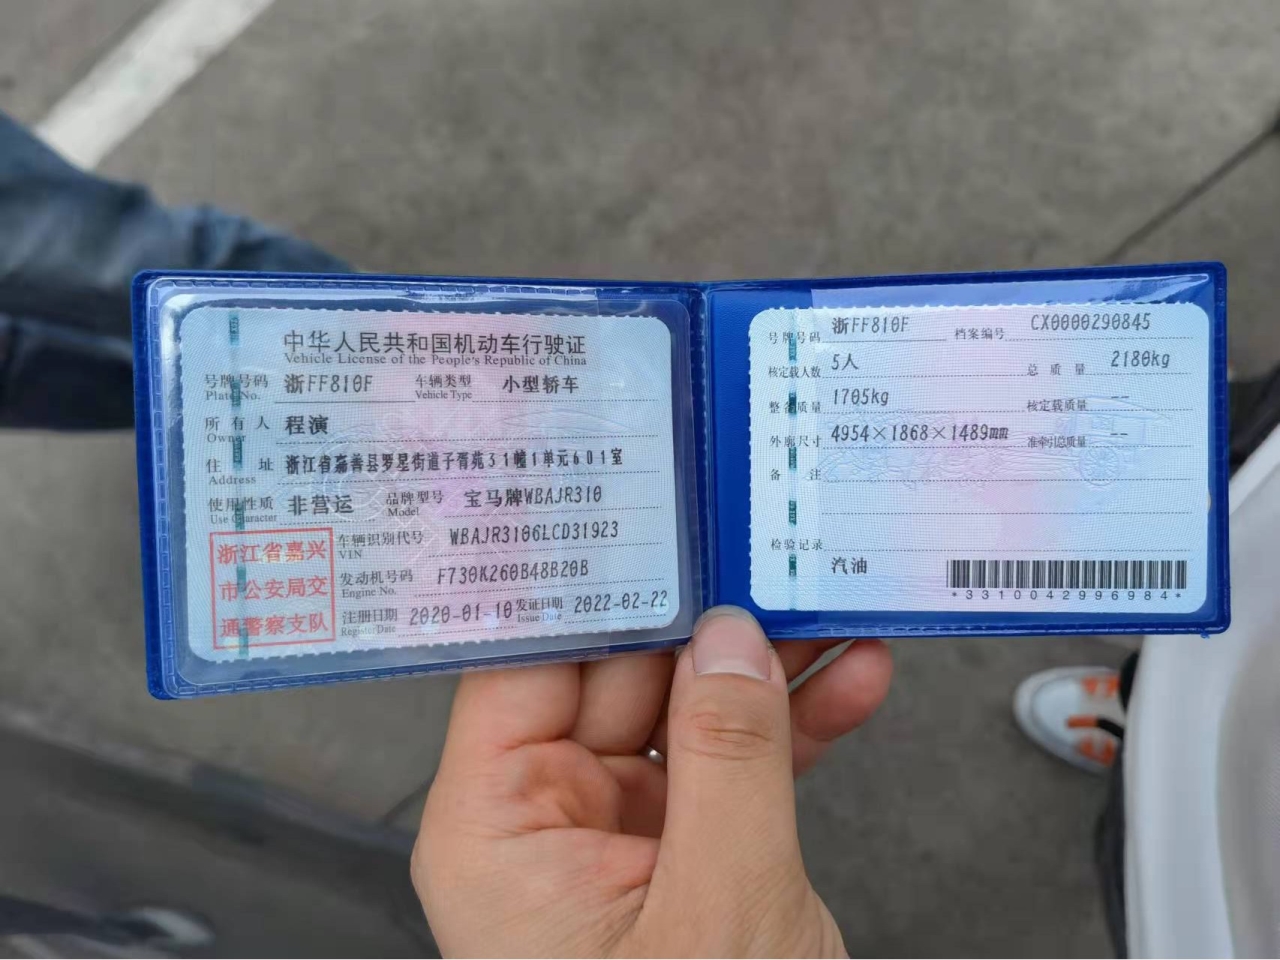 中华人民共和国机动车行驶证
Vehicle License of the People's Republic of China
号牌号码 浙FF810F 车辆类型 小型轿车
Plate No. Vehicle Type
所有人 程演
Owner
住址 浙江省嘉善县罗星街道子胥苑31幢1单元601室
Address
使用性质 非营运 品牌型号 宝马牌WBAJR310
Use Character Model
浙江省嘉兴
市公安局交
通警察支队
车辆识别代号 WBAJR3106LCD31923
VIN
发动机号码 F730K260B48B20B
Engine No.
注册日期 2020-01-10 发证日期 2022-02-22
Register Date Issue Date
号牌号码 浙FF810F 档案编号 CX0000290845
核定载人数 5人 总质量 2180kg
整备质量 1705kg 核定载质量 --
外廓尺寸 4954×1868×1489mm 准牵引总质量 --
备注
检验记录
汽油
*3310042996984*